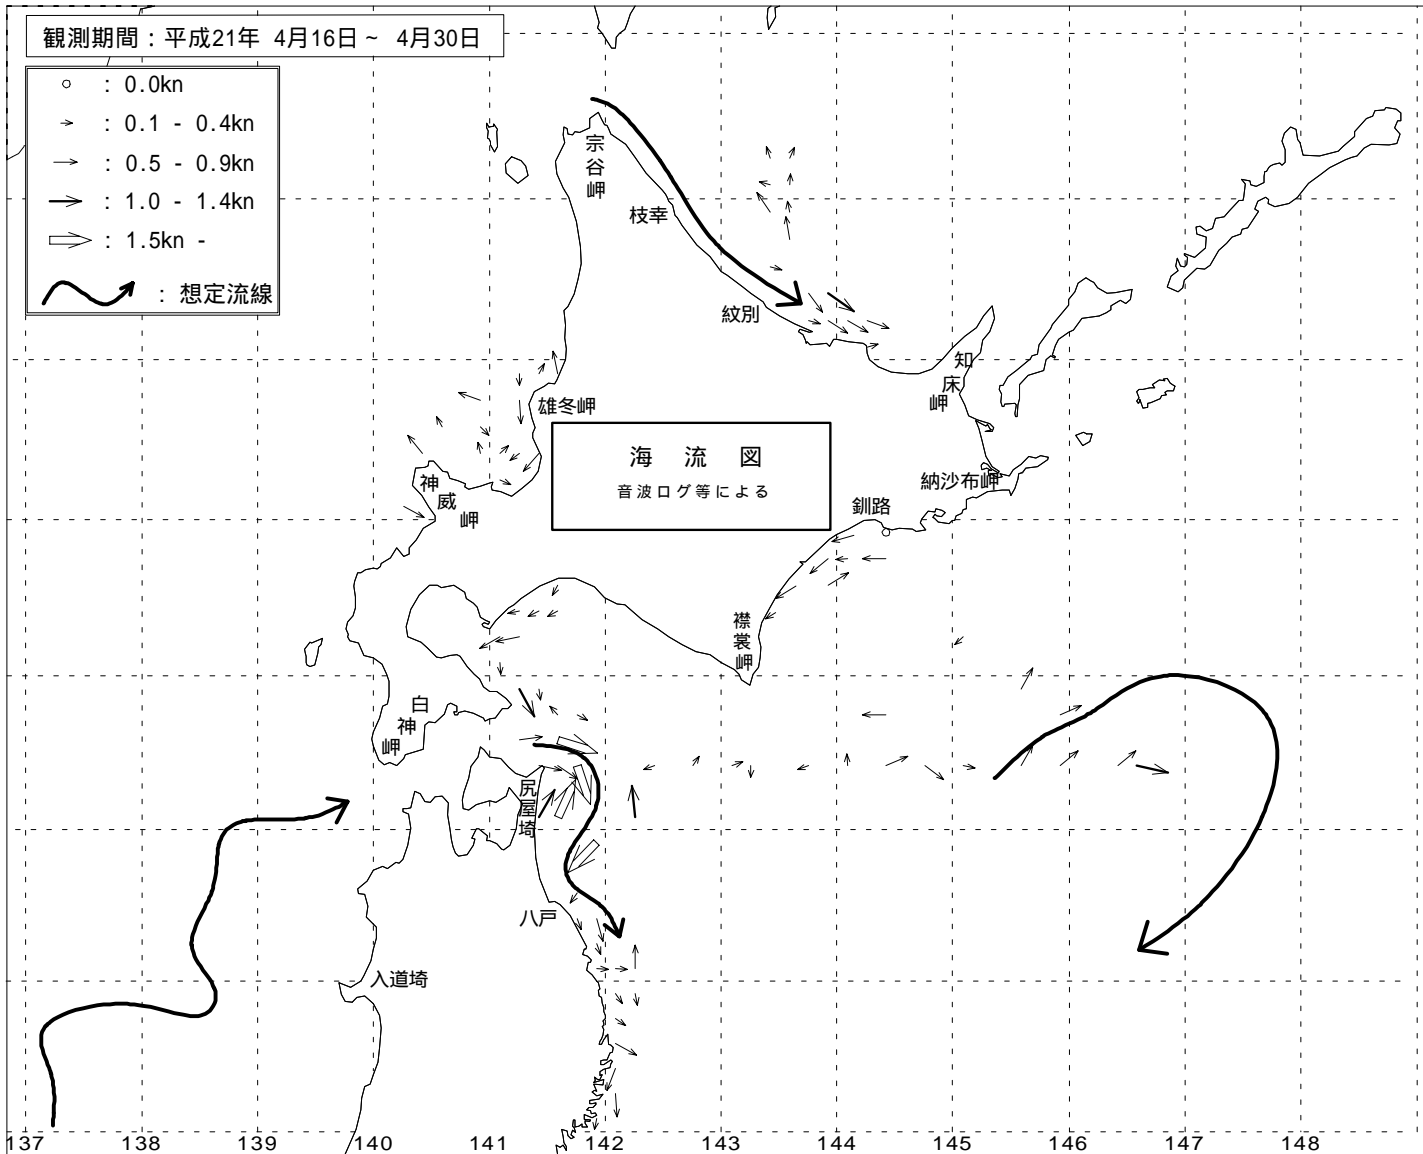 観測期間：平成21年 4月16日～ 4月30日
：0.0kn
：0.1 - 0.4kn
：0.5 - 0.9kn
：1.0 - 1.4kn
：1.5kn -
：想定流線
宗谷岬
枝幸
紋別
知床岬
雄冬岬
海 流 図
音波ログ等による
神威岬
納沙布岬
釧路
襟裳岬
白神岬
尻屋埼
八戸
入道埼
137 138 139 140 141 142 143 144 145 146 147 148